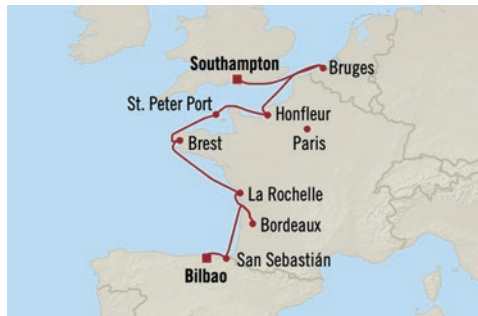 Southampton
Bruges
St. Peter Port
Honfleur
Brest
Paris
La Rochelle
Bordeaux
San Sebastián
Bilbao